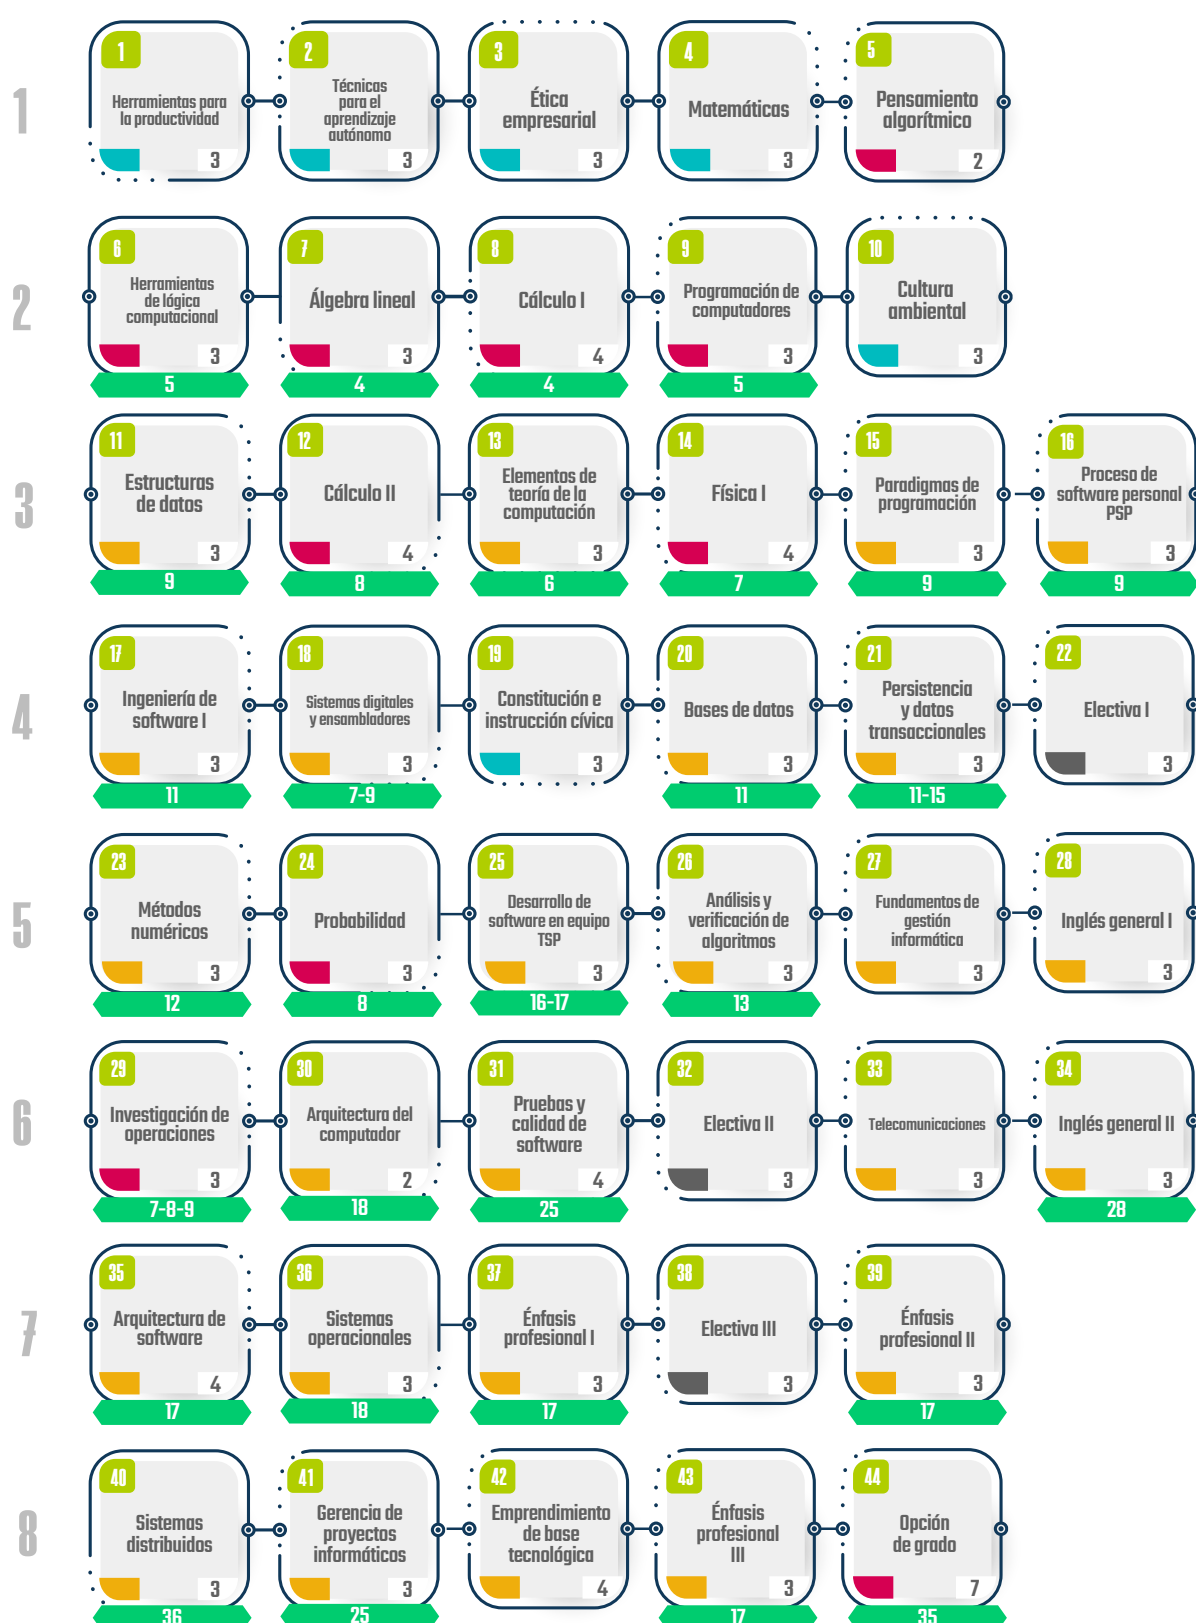 1
1
Herramientas para
la productividad
3
2
Técnicas
para el
aprendizaje
autónomo
3
3
Ética
empresarial
3
4
Matemáticas
3
5
Pensamiento
algorítmico
2
2
6
Herramientas
de lógica
computacional
3
5
7
Álgebra lineal
3
4
8
Cálculo I
4
4
9
Programación de
computadores
3
5
10
Cultura
ambiental
3
3
11
Estructuras
de datos
3
9
12
Cálculo II
4
8
13
Elementos de
teoría de la
computación
3
6
14
Física I
4
7
15
Paradigmas de
programación
3
9
16
Proceso de
software personal
PSP
3
9
4
17
Ingeniería de
software I
3
11
18
Sistemas digitales
y ensambladores
3
7-9
19
Constitución e
instrucción cívica
3
20
Bases de datos
3
11
21
Persistencia
y datos
transaccionales
3
11-15
22
Electiva I
3
5
23
Métodos
numéricos
3
12
24
Probabilidad
3
8
25
Desarrollo de
software en equipo
TSP
3
16-17
26
Análisis y
verificación de
algoritmos
3
13
27
Fundamentos de
gestión
informática
3
28
Inglés general I
3
6
29
Investigación de
operaciones
3
7-8-9
30
Arquitectura del
computador
2
18
31
Pruebas y
calidad de
software
4
25
32
Electiva II
3
33
Telecomunicaciones
3
34
Inglés general II
3
28
7
35
Arquitectura de
software
4
17
36
Sistemas
operacionales
3
18
37
Énfasis
profesional I
3
17
38
Electiva III
3
39
Énfasis
profesional II
3
17
8
40
Sistemas
distribuidos
3
36
41
Gerencia de
proyectos
informáticos
3
25
42
Emprendimiento
de base
tecnológica
4
43
Énfasis
profesional
III
3
17
44
Opción
de grado
7
35